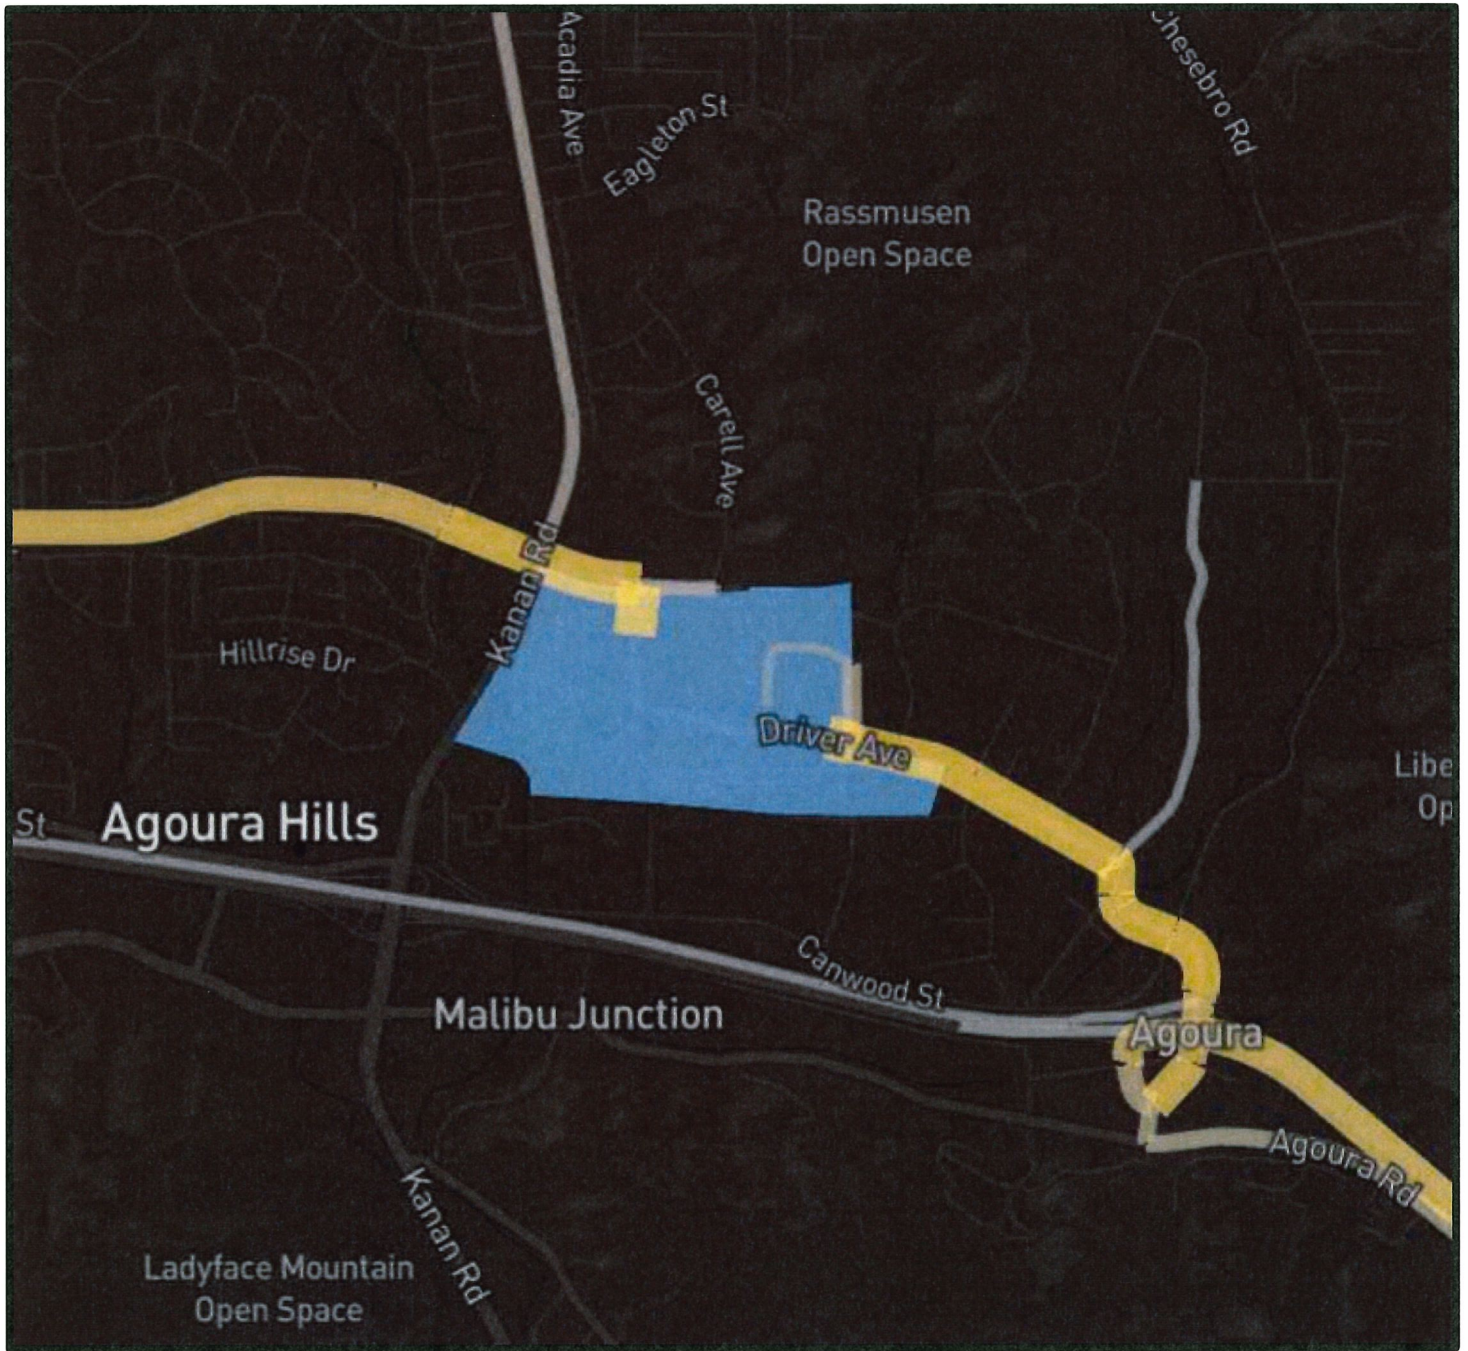 Acadia Ave
Eagleton St
Chesebro Rd
Rassmusen
Open Space
Carell Ave
Kanan Rd
Hillrise Dr
Driver Ave
Libe
Op
Agoura Hills
St
Canwood St
Malibu Junction
Agoura
Agoura Rd
Kanan Rd
Ladyface Mountain
Open Space